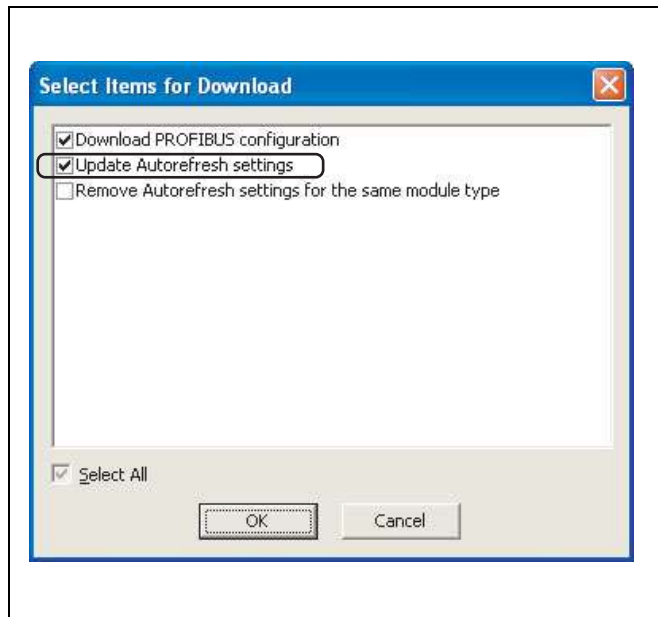 Select Items for Download
Download PROFIBUS configuration
Update Autorefresh settings
Remove Autorefresh settings for the same module type
Select All
OK
Cancel